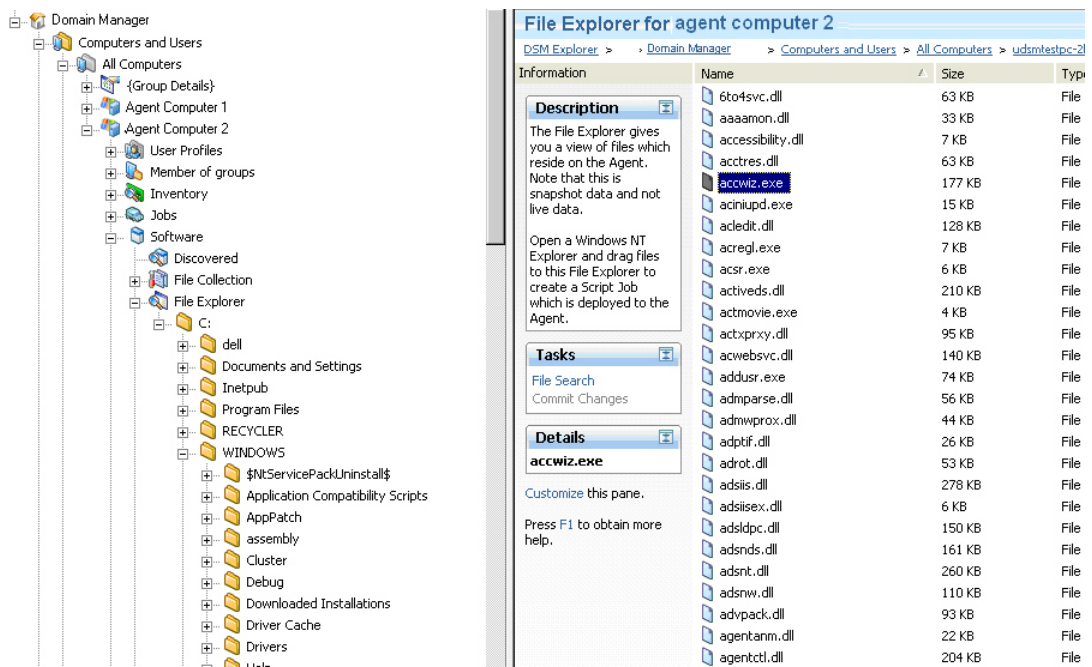 Domain Manager
Computers and Users
All Computers
{Group Details}
Agent Computer 1
Agent Computer 2
User Profiles
Member of groups
Inventory
Jobs
Software
Discovered
File Collection
File Explorer
C:
dell
Documents and Settings
Inetpub
Program Files
RECYCLER
WINDOWS
$NtServicePackUninstall$
Application Compatibility Scripts
AppPatch
assembly
Cluster
Debug
Downloaded Installations
Driver Cache
Drivers
File Explorer for agent computer 2
DSM Explorer > › Domain Manager > Computers and Users > All Computers > udsmtestpc-2
Information
Description
The File Explorer gives
you a view of files which
reside on the Agent.
Note that this is
snapshot data and not
live data.
Open a Windows NT
Explorer and drag files
to this File Explorer to
create a Script Job
which is deployed to the
Agent.
Tasks
File Search
Commit Changes
Details
accwiz.exe
Customize this pane.
Press F1 to obtain more
help.
Name Size Type
6to4svc.dll 63 KB File
aaaamon.dll 33 KB File
accessibility.dll 7 KB File
acctres.dll 63 KB File
accwiz.exe 177 KB File
aciniupd.exe 15 KB File
acledit.dll 128 KB File
acregl.exe 7 KB File
acsr.exe 6 KB File
activeds.dll 210 KB File
actmovie.exe 4 KB File
actxprxy.dll 95 KB File
acwebsvc.dll 140 KB File
addusr.exe 74 KB File
admparse.dll 56 KB File
admwprox.dll 44 KB File
adptif.dll 26 KB File
adrot.dll 53 KB File
adsiis.dll 278 KB File
adsiisex.dll 6 KB File
adsldpc.dll 150 KB File
adsnds.dll 161 KB File
adsnt.dll 260 KB File
adsnw.dll 110 KB File
advpack.dll 93 KB File
agentanm.dll 22 KB File
agentctl.dll 204 KB File